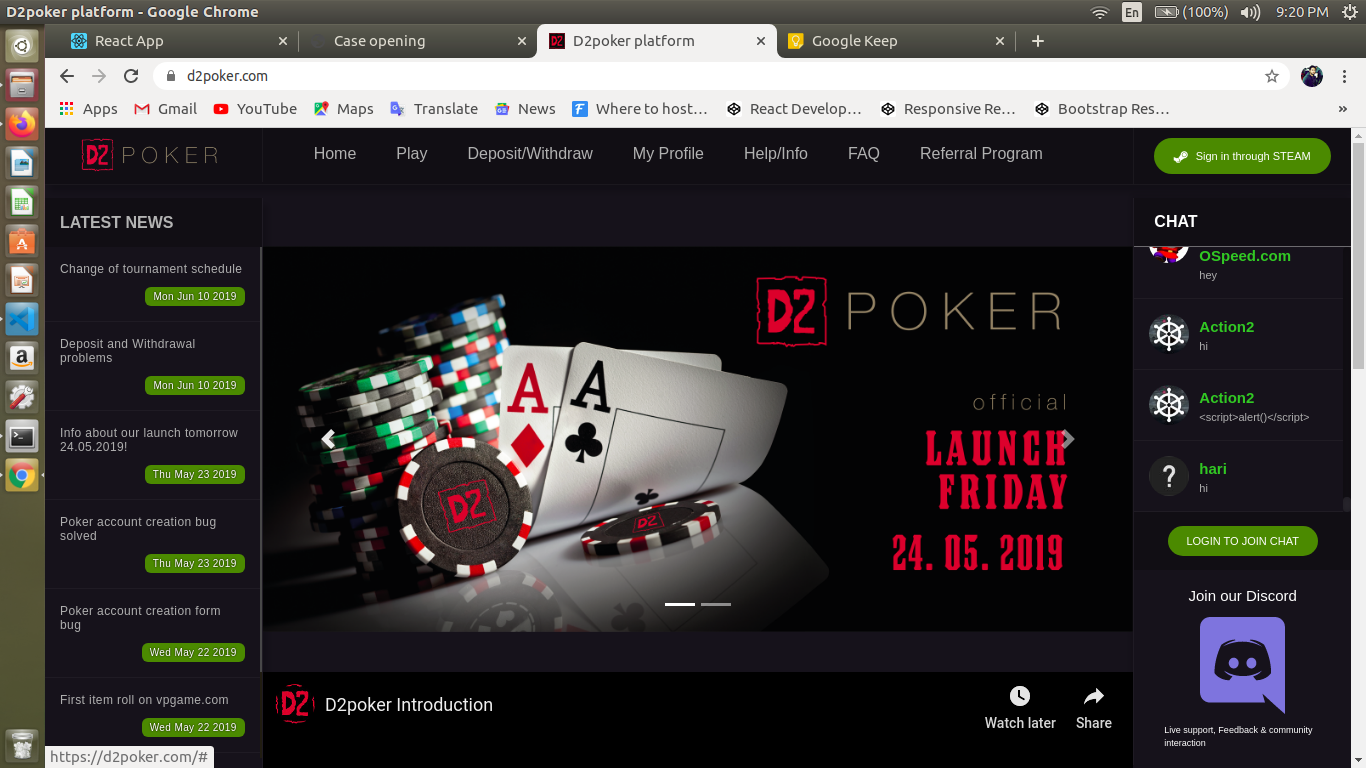 D2poker platform - Google Chrome
En
(100%)
9:20 PM
React App
Case opening
D2poker platform
Google Keep
d2poker.com
Apps
Gmail
YouTube
Maps
Translate
News
Where to host…
React Develop…
Responsive Re…
Bootstrap Res…
»
D2 POKER
Home
Play
Deposit/Withdraw
My Profile
Help/Info
FAQ
Referral Program
Sign in through STEAM
LATEST NEWS
Change of tournament schedule
Mon Jun 10 2019
Deposit and Withdrawal
problems
Mon Jun 10 2019
Info about our launch tomorrow
24.05.2019!
Thu May 23 2019
Poker account creation bug
solved
Thu May 23 2019
Poker account creation form
bug
Wed May 22 2019
First item roll on vpgame.com
Wed May 22 2019
https://d2poker.com/#
D2 POKER
official
LAUNCH
FRIDAY
24. 05. 2019
A
A
D2
D2
D2
D2poker Introduction
Watch later
Share
CHAT
OSpeed.com
hey
Action2
hi
Action2
<script>alert()</script>
hari
hi
?
LOGIN TO JOIN CHAT
Join our Discord
Live support, Feedback & community
interaction